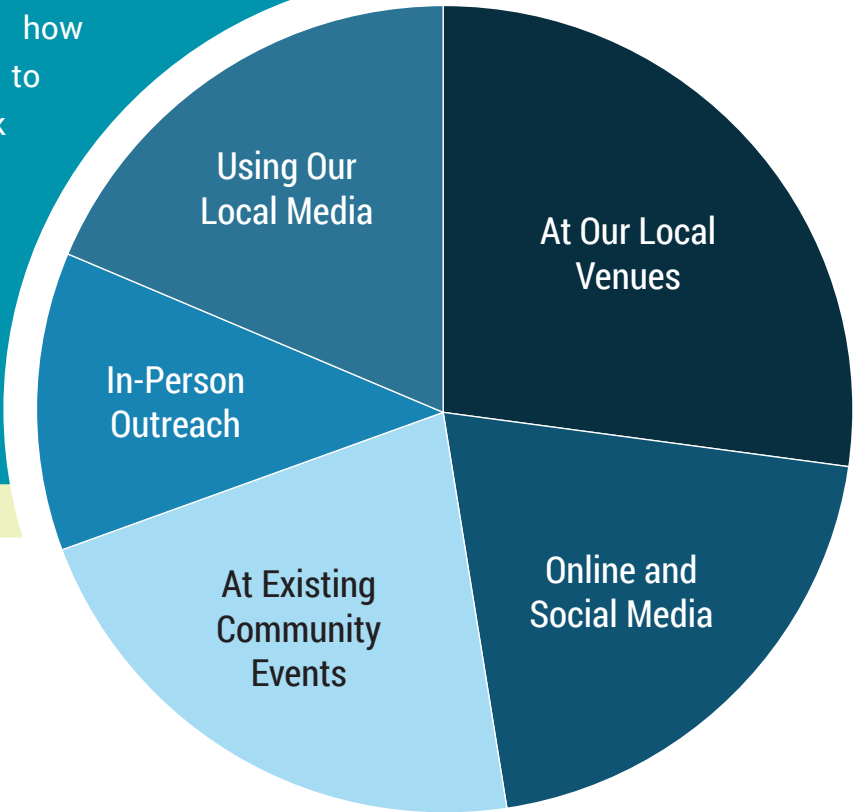 how
to
Using Our
Local Media
At Our Local
Venues
In-Person
Outreach
Online and
Social Media
At Existing
Community
Events